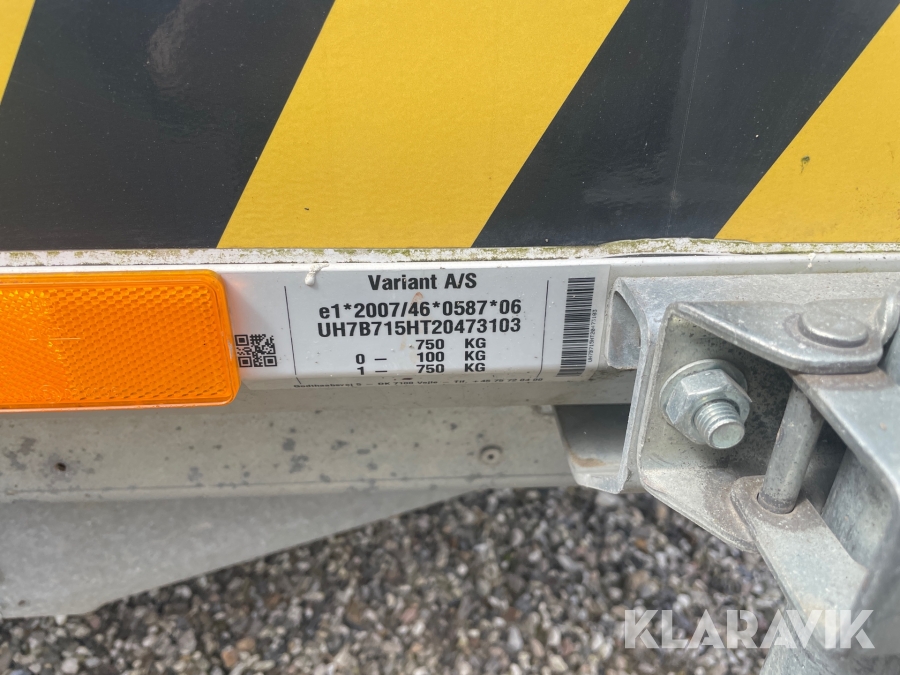 Variant A/S
e1*2007/46*0587*06
UH7B715HT20473103
750 KG
0 — 100 KG
1 — 750 KG
KLARAVIK